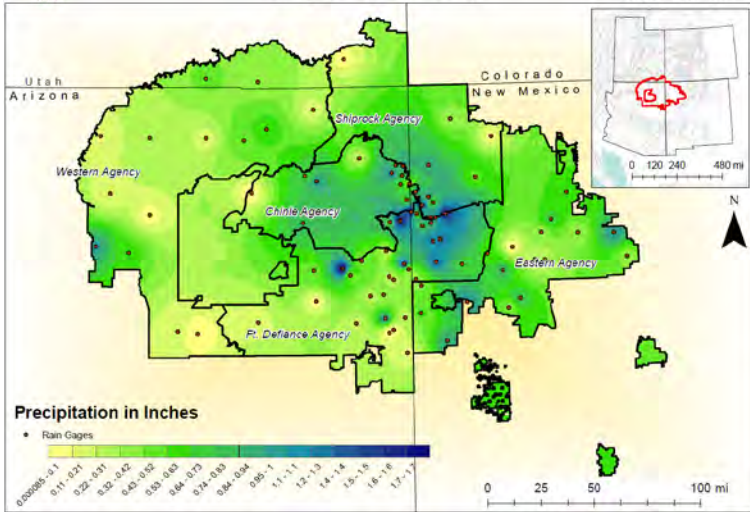 Utah
Arizona
Colorado
New Mexico
Shiprock Agency
Western Agency
Chinle Agency
Eastern Agency
Ft. Defiance Agency
0 120 240 480 mi
N
Precipitation in Inches
Rain Gages
0.000085 - 0.1
0.11 - 0.21
0.22 - 0.31
0.32 - 0.42
0.43 - 0.52
0.53 - 0.63
0.64 - 0.73
0.74 - 0.83
0.84 - 0.94
0.95 - 1
1.1 - 1.1
1.2 - 1.3
1.4 - 1.4
1.5 - 1.5
1.6 - 1.6
1.7 - 1.7
0 25 50 100 mi